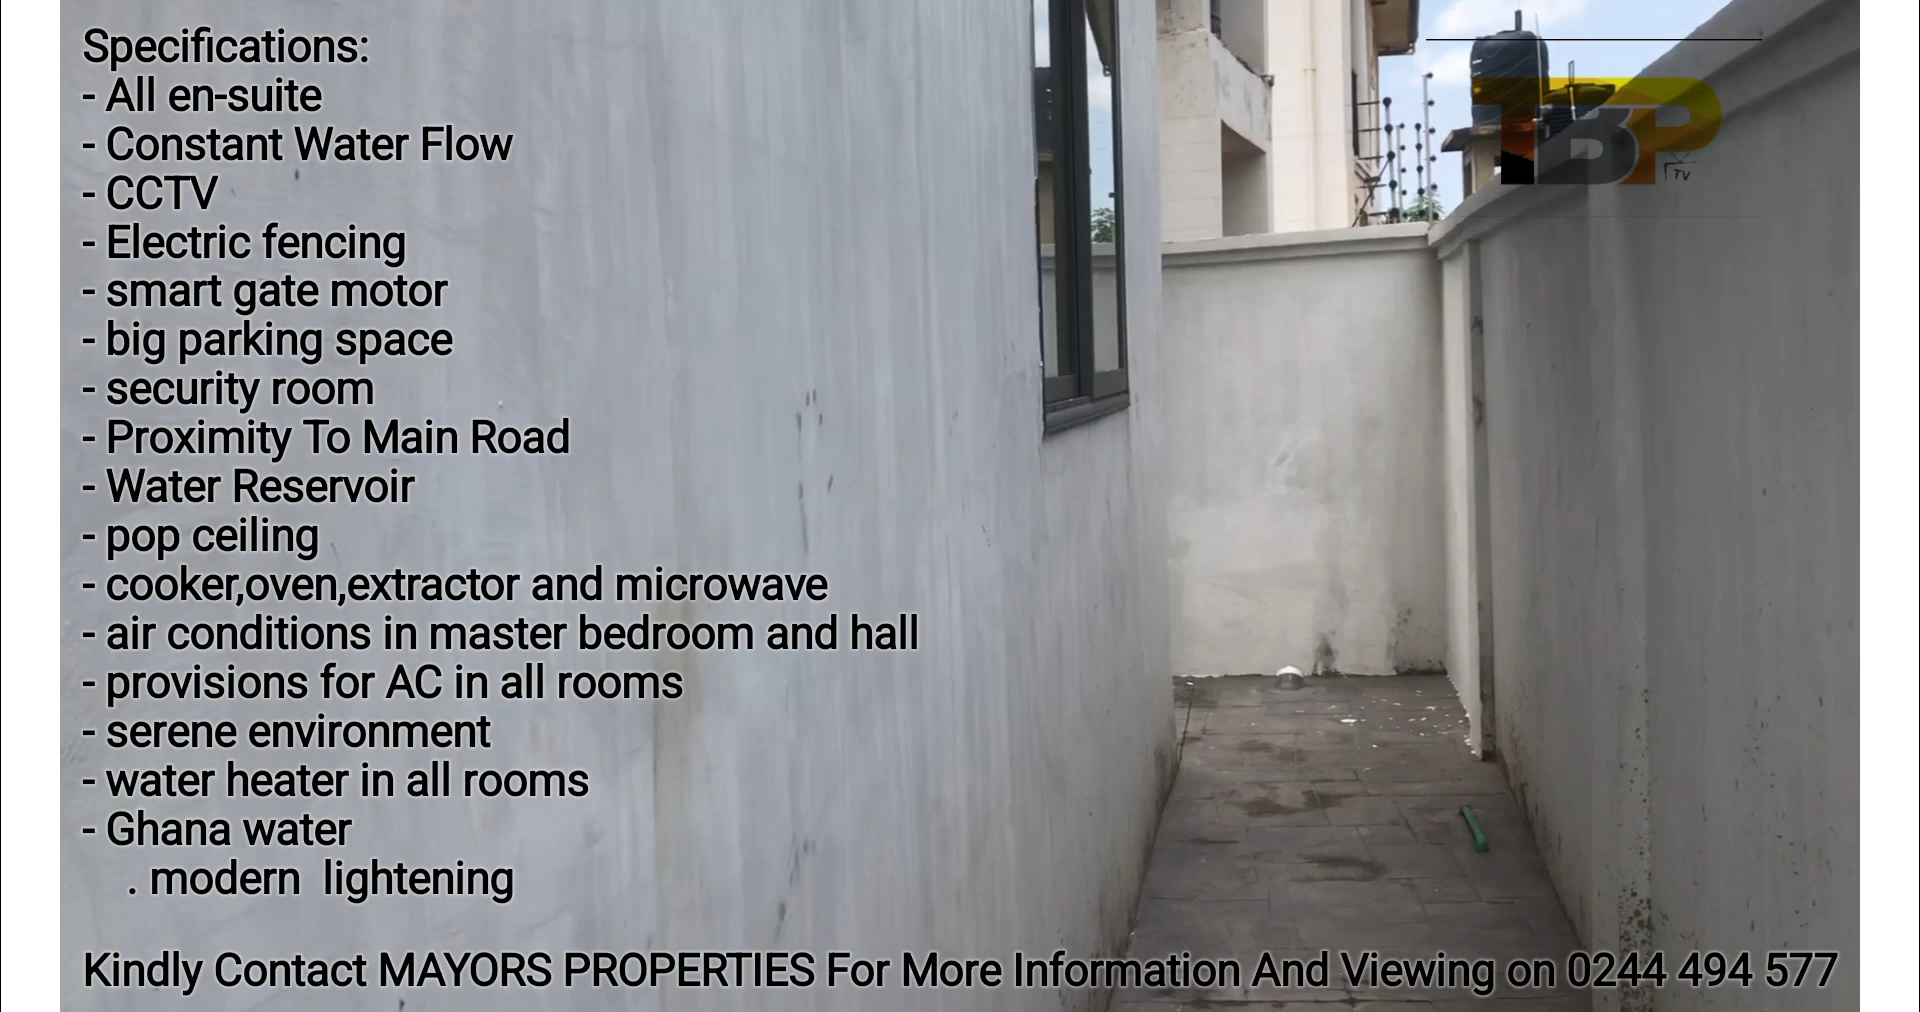 Specifications:
- All en-suite
- Constant Water Flow
- CCTV
- Electric fencing
- smart gate motor
- big parking space
- security room
- Proximity To Main Road
- Water Reservoir
- pop ceiling
- cooker,oven,extractor and microwave
- air conditions in master bedroom and hall
- provisions for AC in all rooms
- serene environment
- water heater in all rooms
- Ghana water
. modern  lightening
Kindly Contact MAYORS PROPERTIES For More Information And Viewing on 0244 494 577
TBP
TV